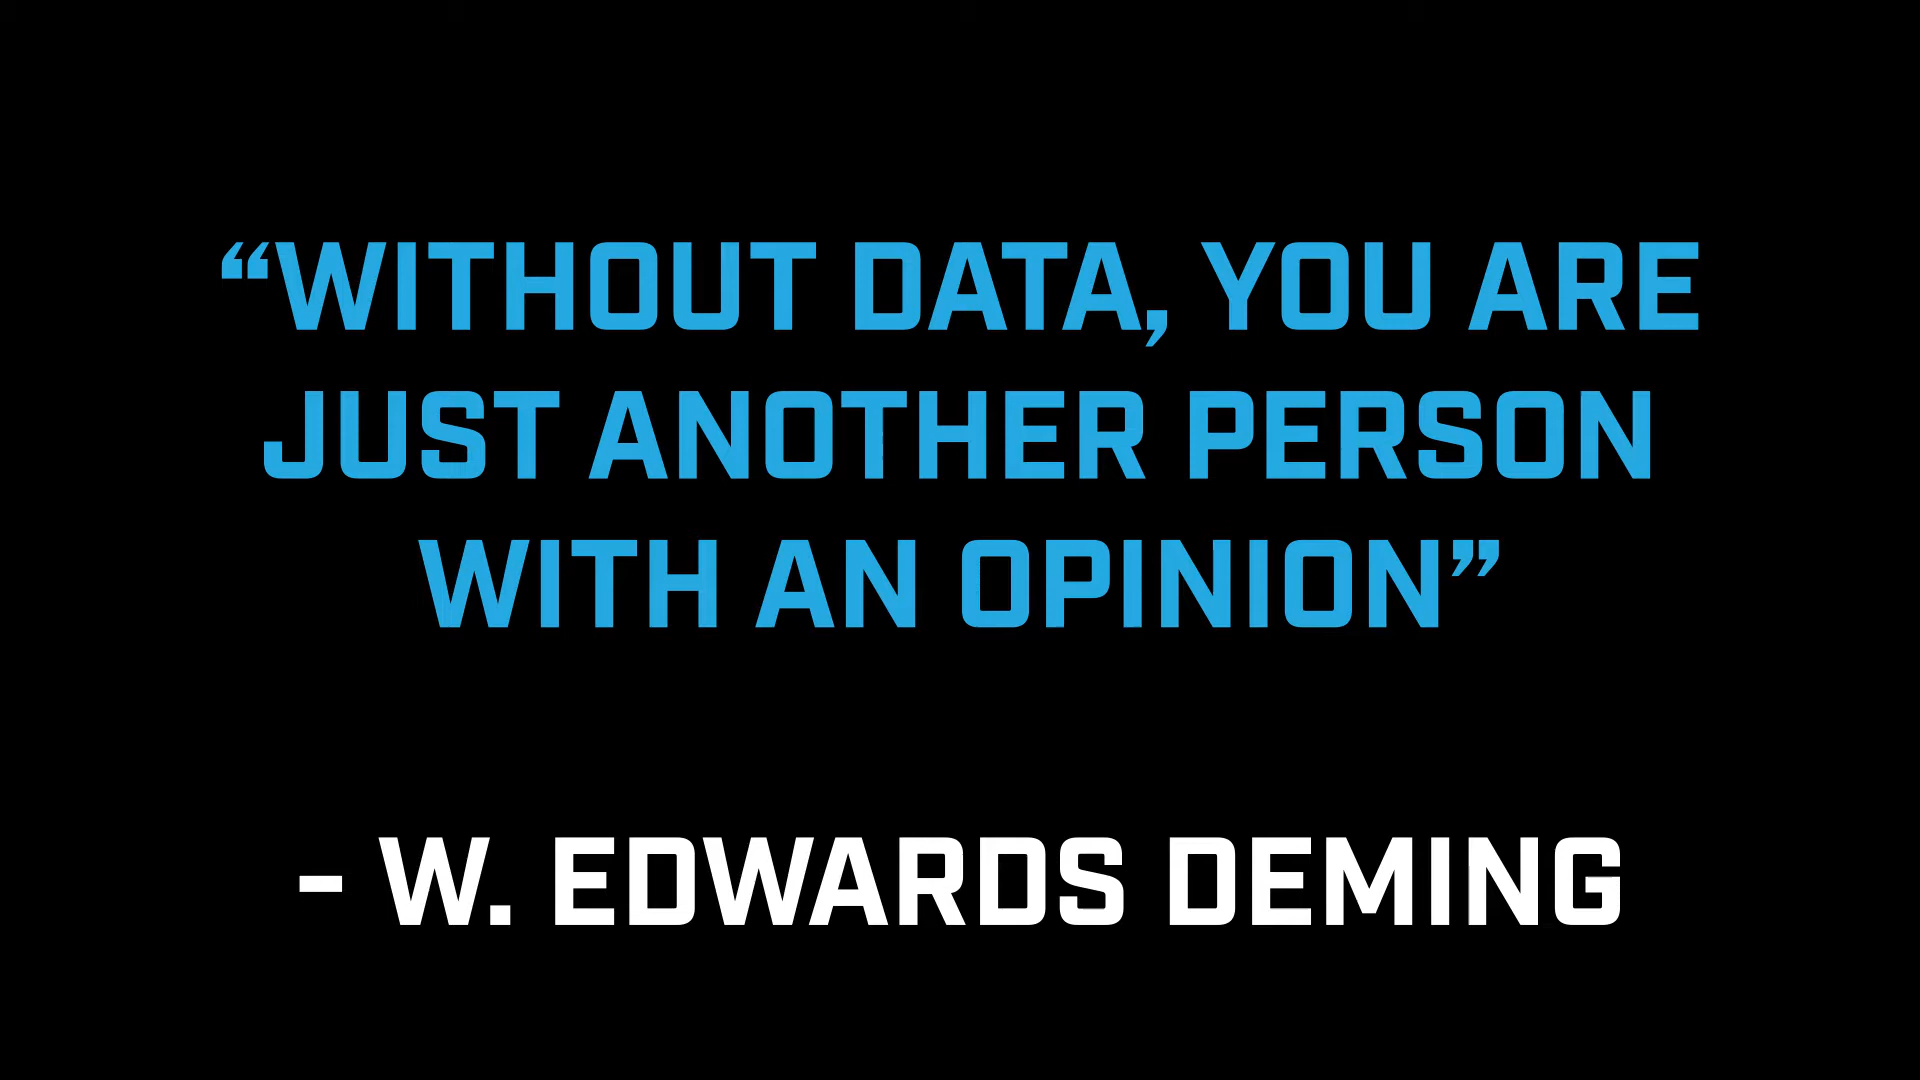 “WITHOUT DATA, YOU ARE
JUST ANOTHER PERSON
WITH AN OPINION”
- W. EDWARDS DEMING